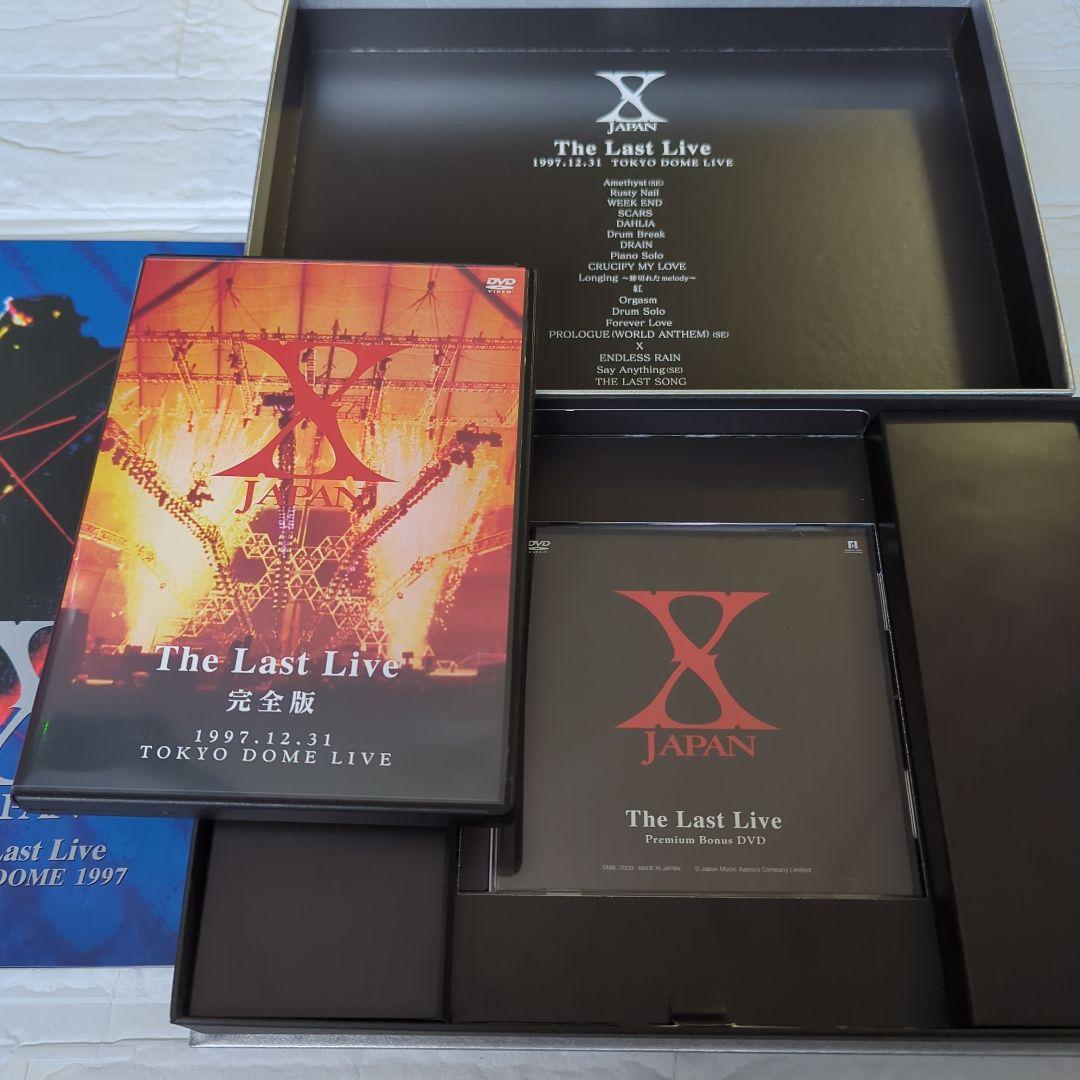 X
JAPAN
The Last Live
1997.12.31 TOKYO DOME LIVE
Amethyst(SE)
Rusty Nail
WEEK END
SCARS
DAHLIA
Drum Break
DRAIN
Piano Solo
CRUCIFY MY LOVE
Longing ～跡切れたmelody～
紅
Orgasm
Drum Solo
Forever Love
PROLOGUE(WORLD ANTHEM) (SE)
X
ENDLESS RAIN
Say Anything(SE)
THE LAST SONG
DVD
VIDEO
X
JAPAN
The Last Live
完全版
1997.12.31
TOKYO DOME LIVE
DVD
VIDEO
X
JAPAN
The Last Live
Premium Bonus DVD
MADE IN JAPAN
© Japan Music Agency Company Limited
Last Live
DOME 1997